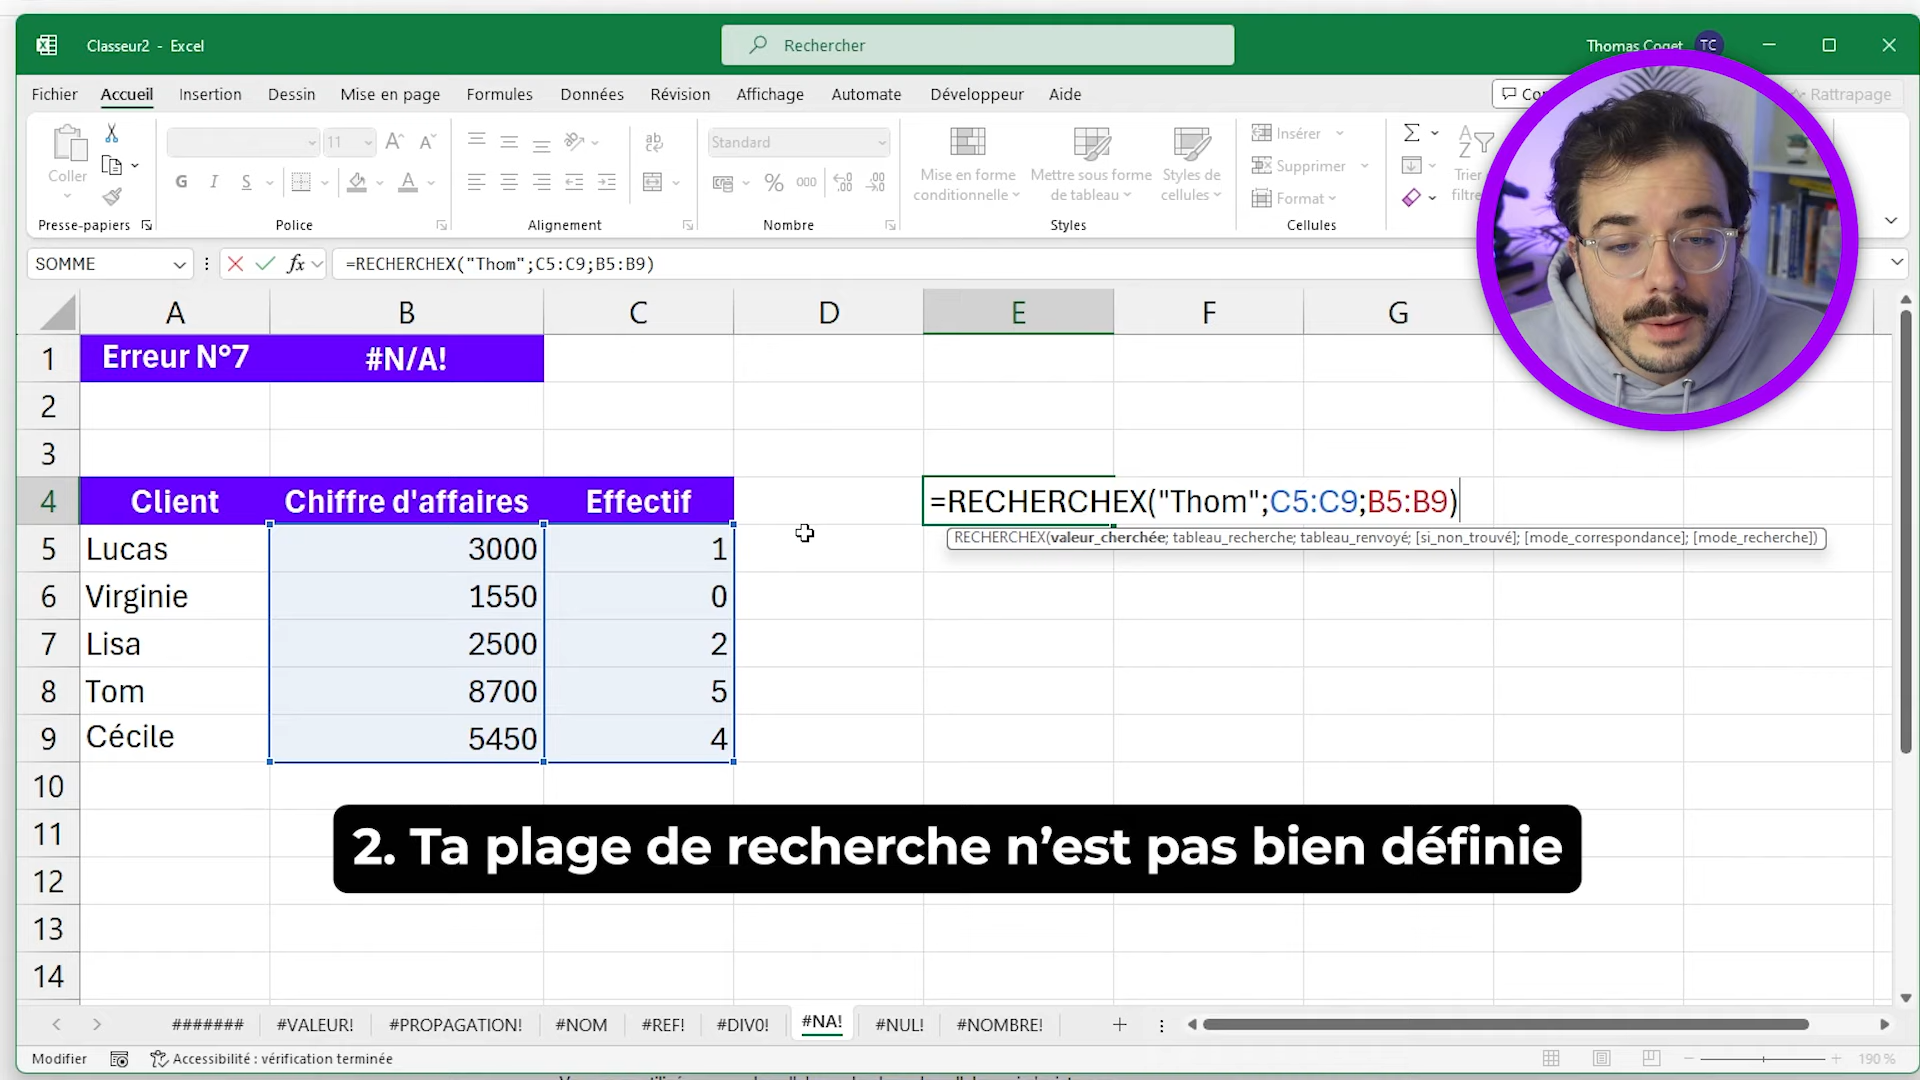 Classeur2 - Excel
Rechercher
Thomas Coget
TC
Fichier Accueil Insertion Dessin Mise en page Formules Données Révision Affichage Automate Développeur Aide
Rattrapage
Coller
Presse-papiers
11
G I S
Police
Alignement
Standard
% 000
Nombre
Mise en forme conditionnelle
Mettre sous forme de tableau
Styles de cellules
Styles
Insérer
Supprimer
Format
Cellules
Trier
SOMME
fx
=RECHERCHEX("Thom";C5:C9;B5:B9)
A B C D E F G
1 Erreur N°7 #N/A!
2
3
4 Client Chiffre d'affaires Effectif =RECHERCHEX("Thom";C5:C9;B5:B9)
RECHERCHEX(valeur_cherchée; tableau_recherche; tableau_renvoyé; [si_non_trouvé]; [mode_correspondance]; [mode_recherche])
5 Lucas 3000 1
6 Virginie 1550 0
7 Lisa 2500 2
8 Tom 8700 5
9 Cécile 5450 4
10
11
2. Ta plage de recherche n’est pas bien définie
12
13
14
####### #VALEUR! #PROPAGATION! #NOM #REF! #DIV0! #NA! #NUL! #NOMBRE!
Modifier Accessibilité : vérification terminée
190 %